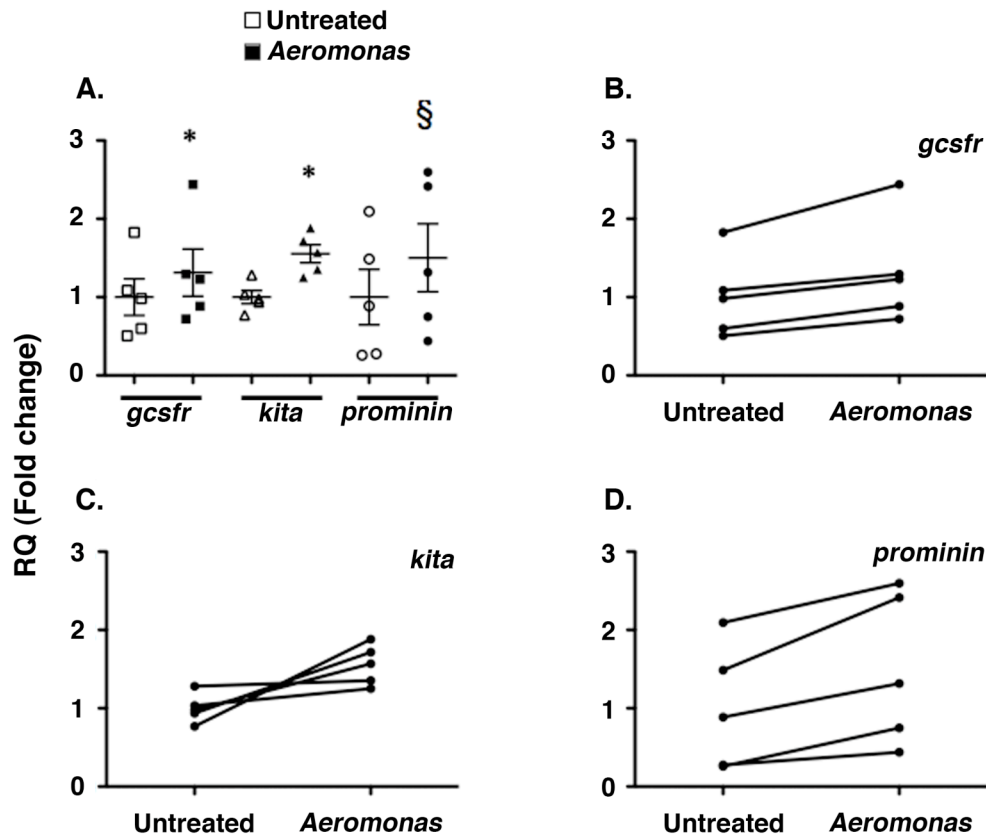 Untreated
Aeromonas
A.
3
2
1
0
* * §
gcsfr kita prominin
B.
gcsfr
3
2
1
0
Untreated Aeromonas
RQ (Fold change)
C.
kita
3
2
1
0
Untreated Aeromonas
D.
prominin
3
2
1
0
Untreated Aeromonas